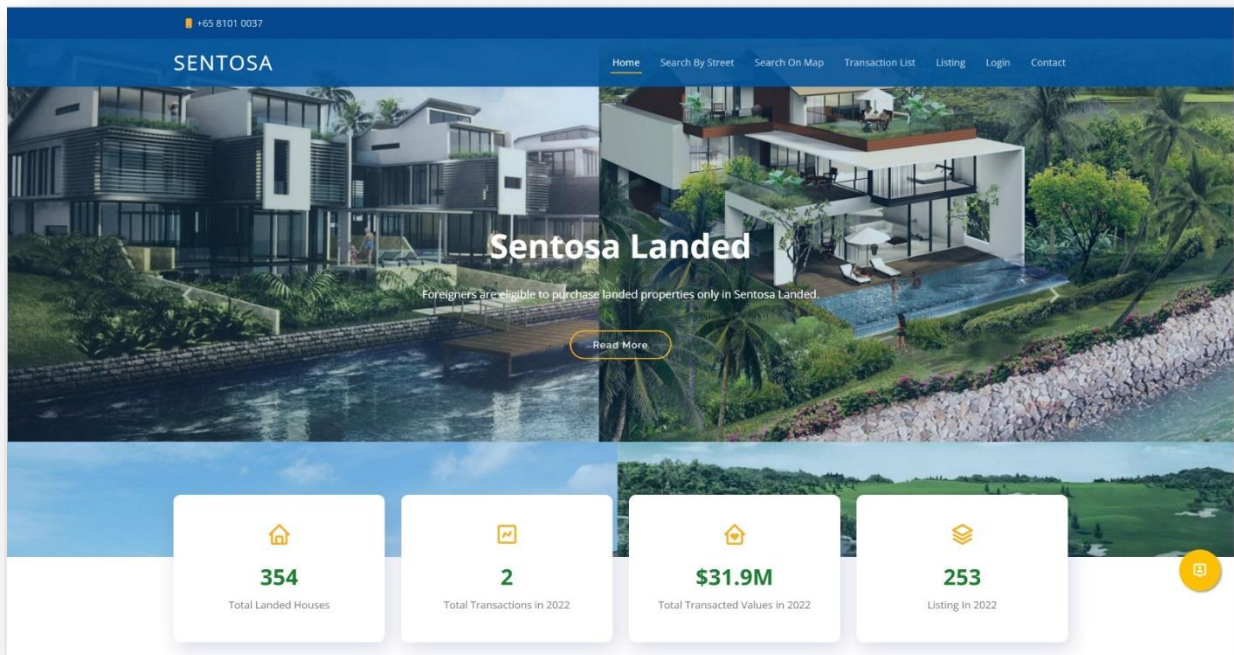 +65 8101 0037
SENTOSA
Home Search By Street Search On Map Transaction List Listing Login Contact
Sentosa Landed
Foreigners are eligible to purchase landed properties only in Sentosa Landed.
Read More
354 2 $31.9M 253
Total Landed Houses Total Transactions in 2022 Total Transacted Values in 2022 Listing In 2022